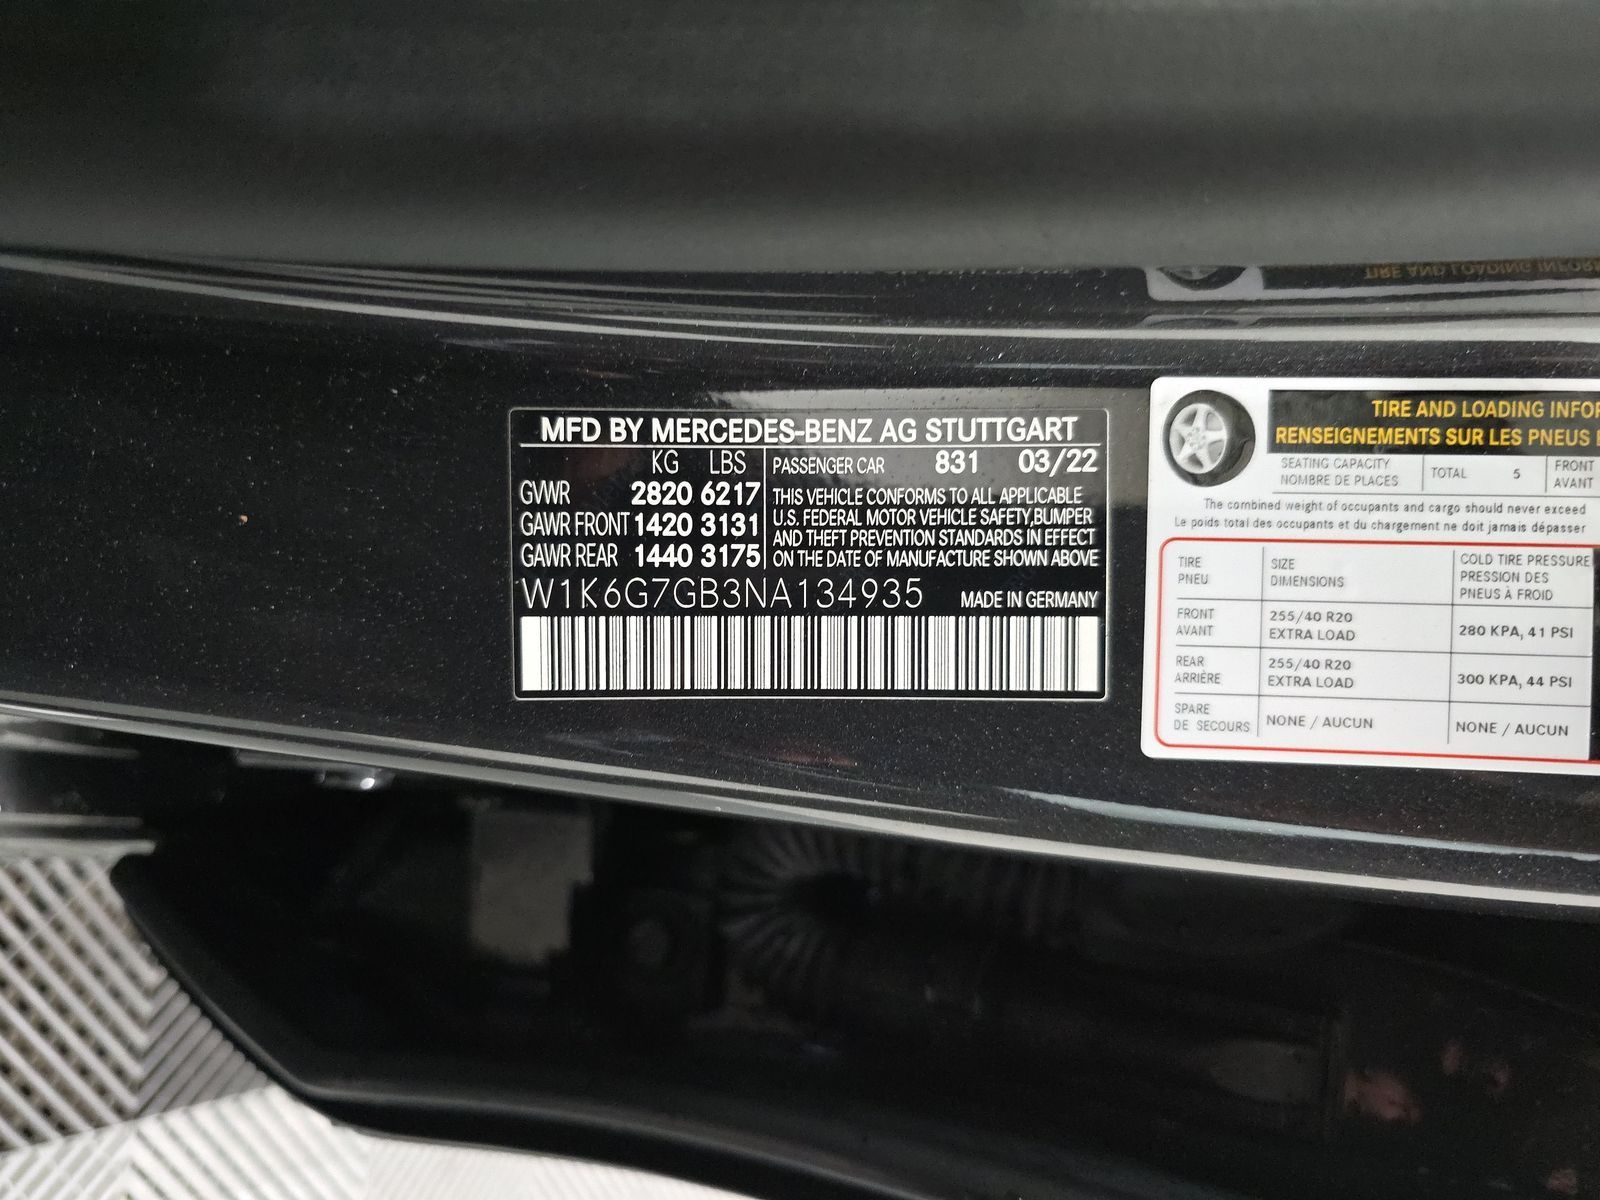 MFD BY MERCEDES-BENZ AG STUTTGART
KG LBS
GVWR 2820 6217
GAWR FRONT 1420 3131
GAWR REAR 1440 3175
PASSENGER CAR 831 03/22
THIS VEHICLE CONFORMS TO ALL APPLICABLE
U.S. FEDERAL MOTOR VEHICLE SAFETY,BUMPER
AND THEFT PREVENTION STANDARDS IN EFFECT
ON THE DATE OF MANUFACTURE SHOWN ABOVE
W1K6G7GB3NA134935 MADE IN GERMANY
TIRE AND LOADING INFOR
RENSEIGNEMENTS SUR LES PNEUS
SEATING CAPACITY
NOMBRE DE PLACES
TOTAL 5
FRONT
AVANT
The combined weight of occupants and cargo should never exceed
Le poids total des occupants et du chargement ne doit jamais dépasser
TIRE
PNEU
SIZE
DIMENSIONS
COLD TIRE PRESSURE
PRESSION DES
PNEUS À FROID
FRONT
AVANT
255/40 R20
EXTRA LOAD
280 KPA, 41 PSI
REAR
ARRIÈRE
255/40 R20
EXTRA LOAD
300 KPA, 44 PSI
SPARE
DE SECOURS
NONE / AUCUN
NONE / AUCUN